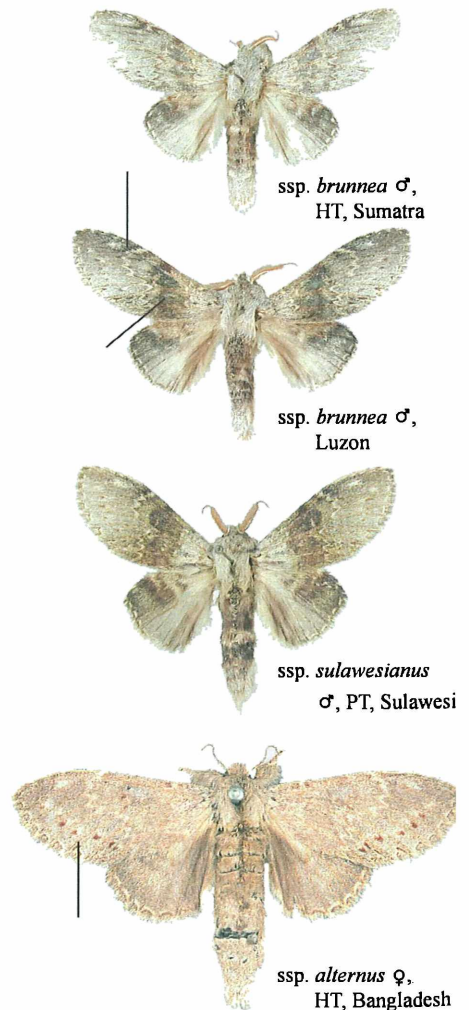 ssp. brunnea ♂,
HT, Sumatra
ssp. brunnea ♂,
Luzon
ssp. sulawesianus
♂, PT, Sulawesi
ssp. alternus ♀,
HT, Bangladesh